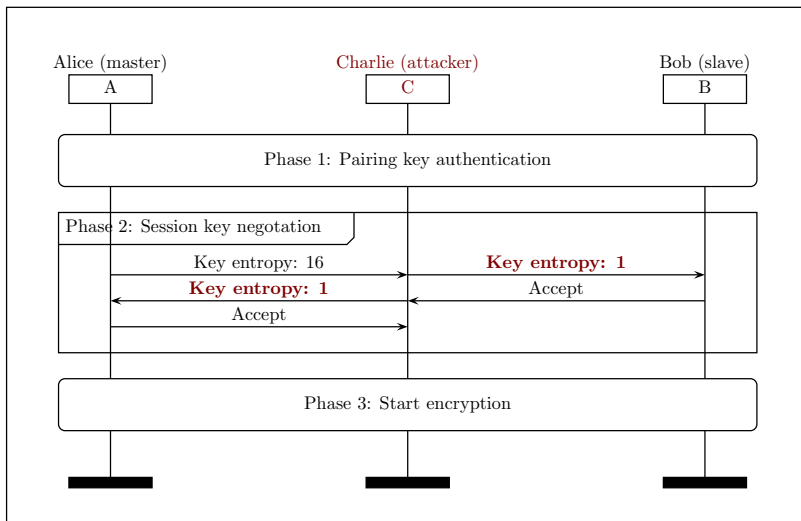 Alice (master)
Charlie (attacker)
Bob (slave)
A
C
B
Phase 1: Pairing key authentication
Phase 2: Session key negotation
Key entropy: 16
Key entropy: 1
Key entropy: 1
Accept
Accept
Phase 3: Start encryption